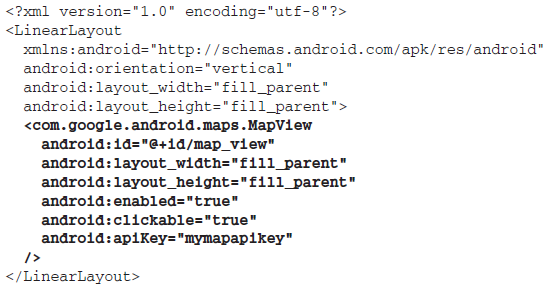 <?xml version="1.0" encoding="utf-8"?>
<LinearLayout
xmlns:android="http://schemas.android.com/apk/res/android"
android:orientation="vertical"
android:layout_width="fill_parent"
android:layout_height="fill_parent">
<com.google.android.maps.MapView
android:id="@+id/map_view"
android:layout_width="fill_parent"
android:layout_height="fill_parent"
android:enabled="true"
android:clickable="true"
android:apiKey="mymapapikey"
/>
</LinearLayout>